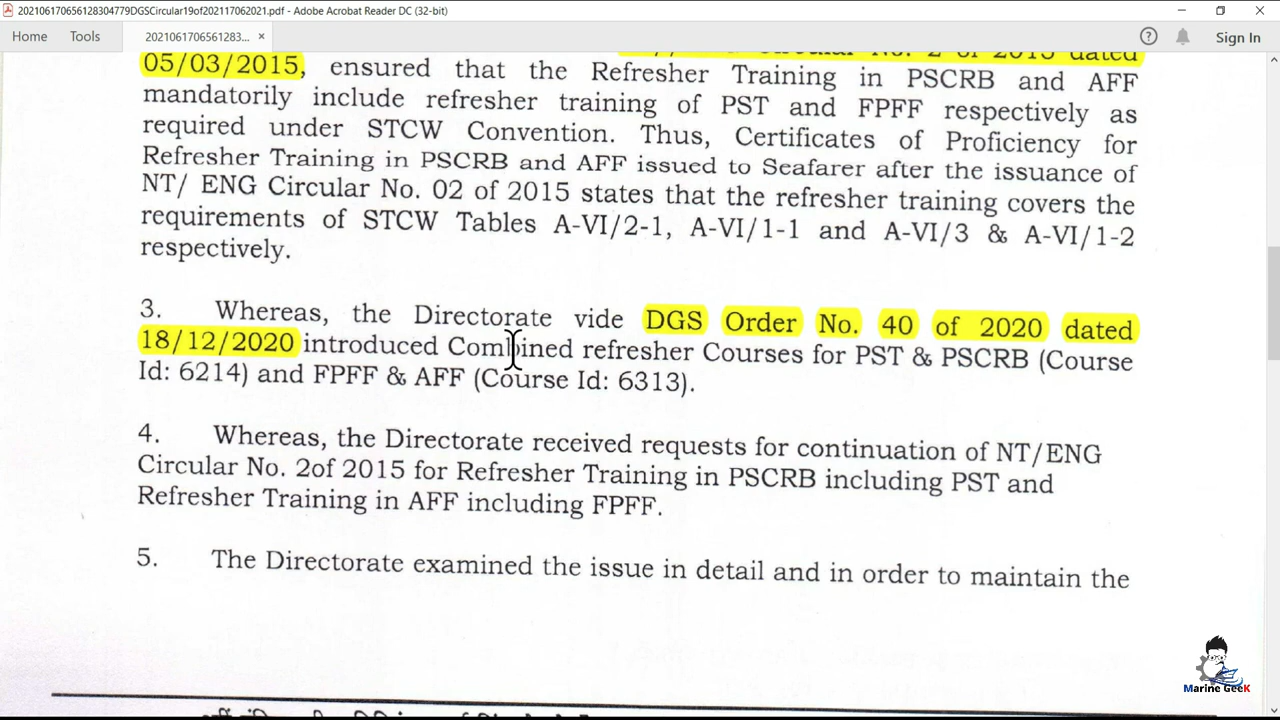 20210617065612830477​9DGSCircular19of202117062021.pdf - Adobe Acrobat Reader DC (32-bit)
Home Tools 2021061706561283... × Sign In
05/03/2015, ensured that the Refresher Training in PSCRB and AFF
mandatorily include refresher training of PST and FPFF respectively as
required under STCW Convention. Thus, Certificates of Proficiency for
Refresher Training in PSCRB and AFF issued to Seafarer after the issuance of
NT/ ENG Circular No. 02 of 2015 states that the refresher training covers the
requirements of STCW Tables A-VI/2-1, A-VI/1-1 and A-VI/3 & A-VI/1-2
respectively.
3. Whereas, the Directorate vide DGS Order No. 40 of 2020 dated
18/12/2020 introduced Combined refresher Courses for PST & PSCRB (Course
Id: 6214) and FPFF & AFF (Course Id: 6313).
4. Whereas, the Directorate received requests for continuation of NT/ENG
Circular No. 2of 2015 for Refresher Training in PSCRB including PST and
Refresher Training in AFF including FPFF.
5. The Directorate examined the issue in detail and in order to maintain the
Marine GeeK